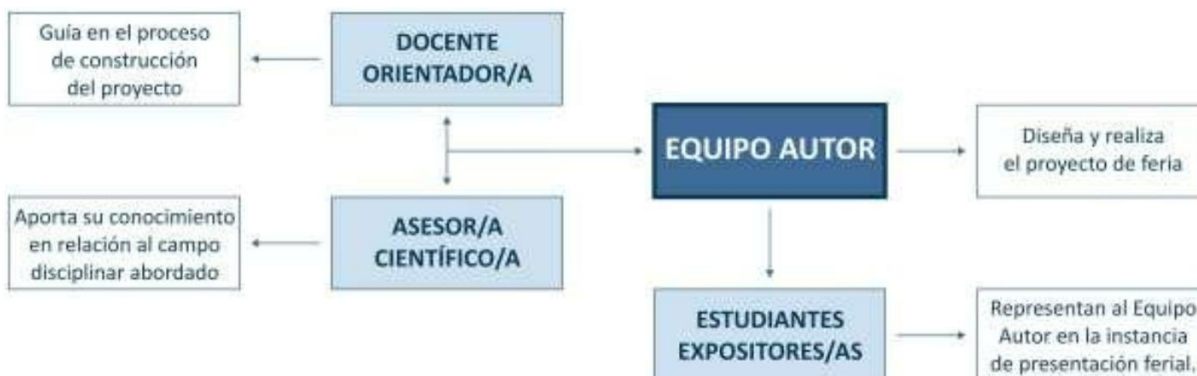 Guía en el proceso
de construcción
del proyecto
DOCENTE
ORIENTADOR/A
EQUIPO AUTOR
Diseña y realiza
el proyecto de feria
Aporta su conocimiento
en relación al campo
disciplinar abordado
ASESOR/A
CIENTÍFICO/A
ESTUDIANTES
EXPOSITORES/AS
Representan al Equipo
Autor en la instancia
de presentación ferial.